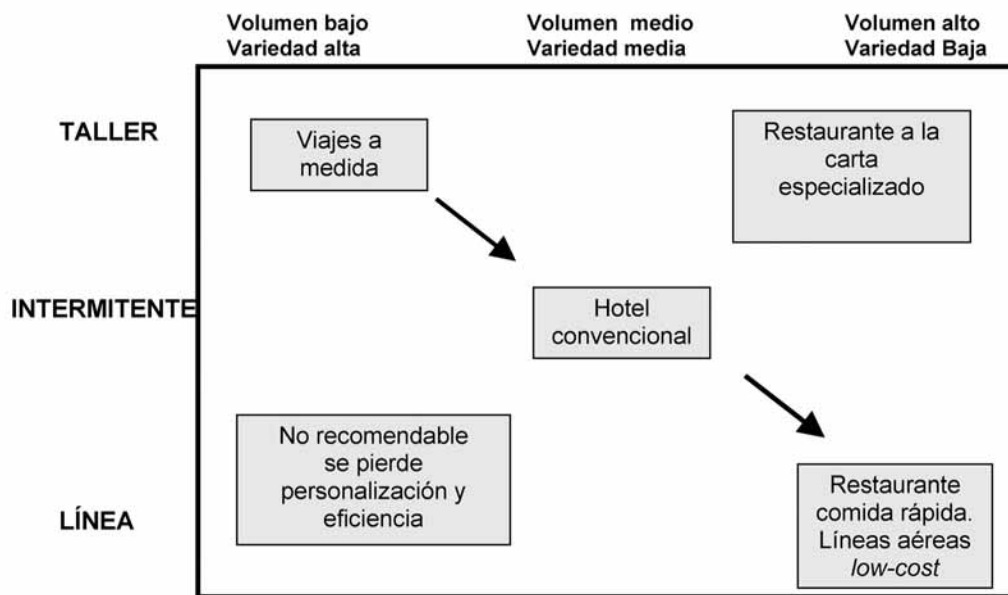 Volumen bajo
Variedad alta
Volumen medio
Variedad media
Volumen alto
Variedad Baja
TALLER
Viajes a
medida
Restaurante a la
carta
especializado
INTERMITENTE
Hotel
convencional
LÍNEA
No recomendable
se pierde
personalización y
eficiencia
Restaurante
comida rápida.
Líneas aéreas
low-cost